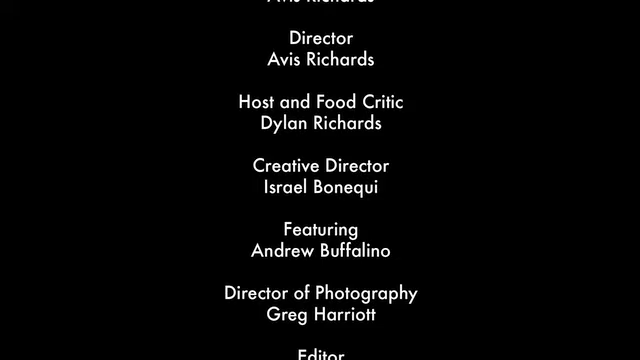 Avis Richards
Director
Avis Richards
Host and Food Critic
Dylan Richards
Creative Director
Israel Bonequi
Featuring
Andrew Buffalino
Director of Photography
Greg Harriott
Editor